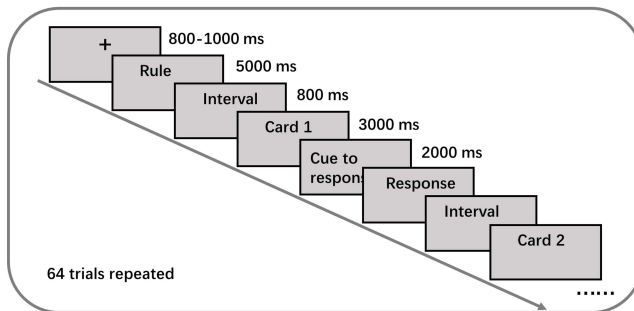 +
800-1000 ms
Rule
5000 ms
Interval
800 ms
Card 1
3000 ms
Cue to
respons
2000 ms
Response
Interval
Card 2
......
64 trials repeated